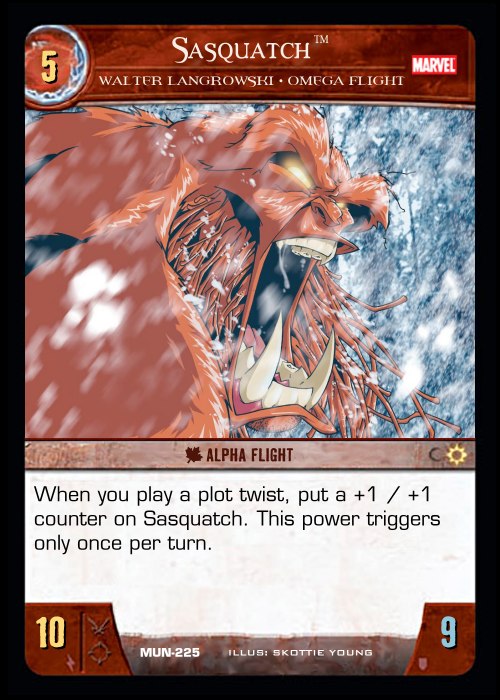 5
SASQUATCH™
WALTER LANGROWSKI • OMEGA FLIGHT
MARVEL
ALPHA FLIGHT
C
When you play a plot twist, put a +1 / +1
counter on Sasquatch. This power triggers
only once per turn.
10
MUN-225 ILLUS: SKOTTIE YOUNG
9